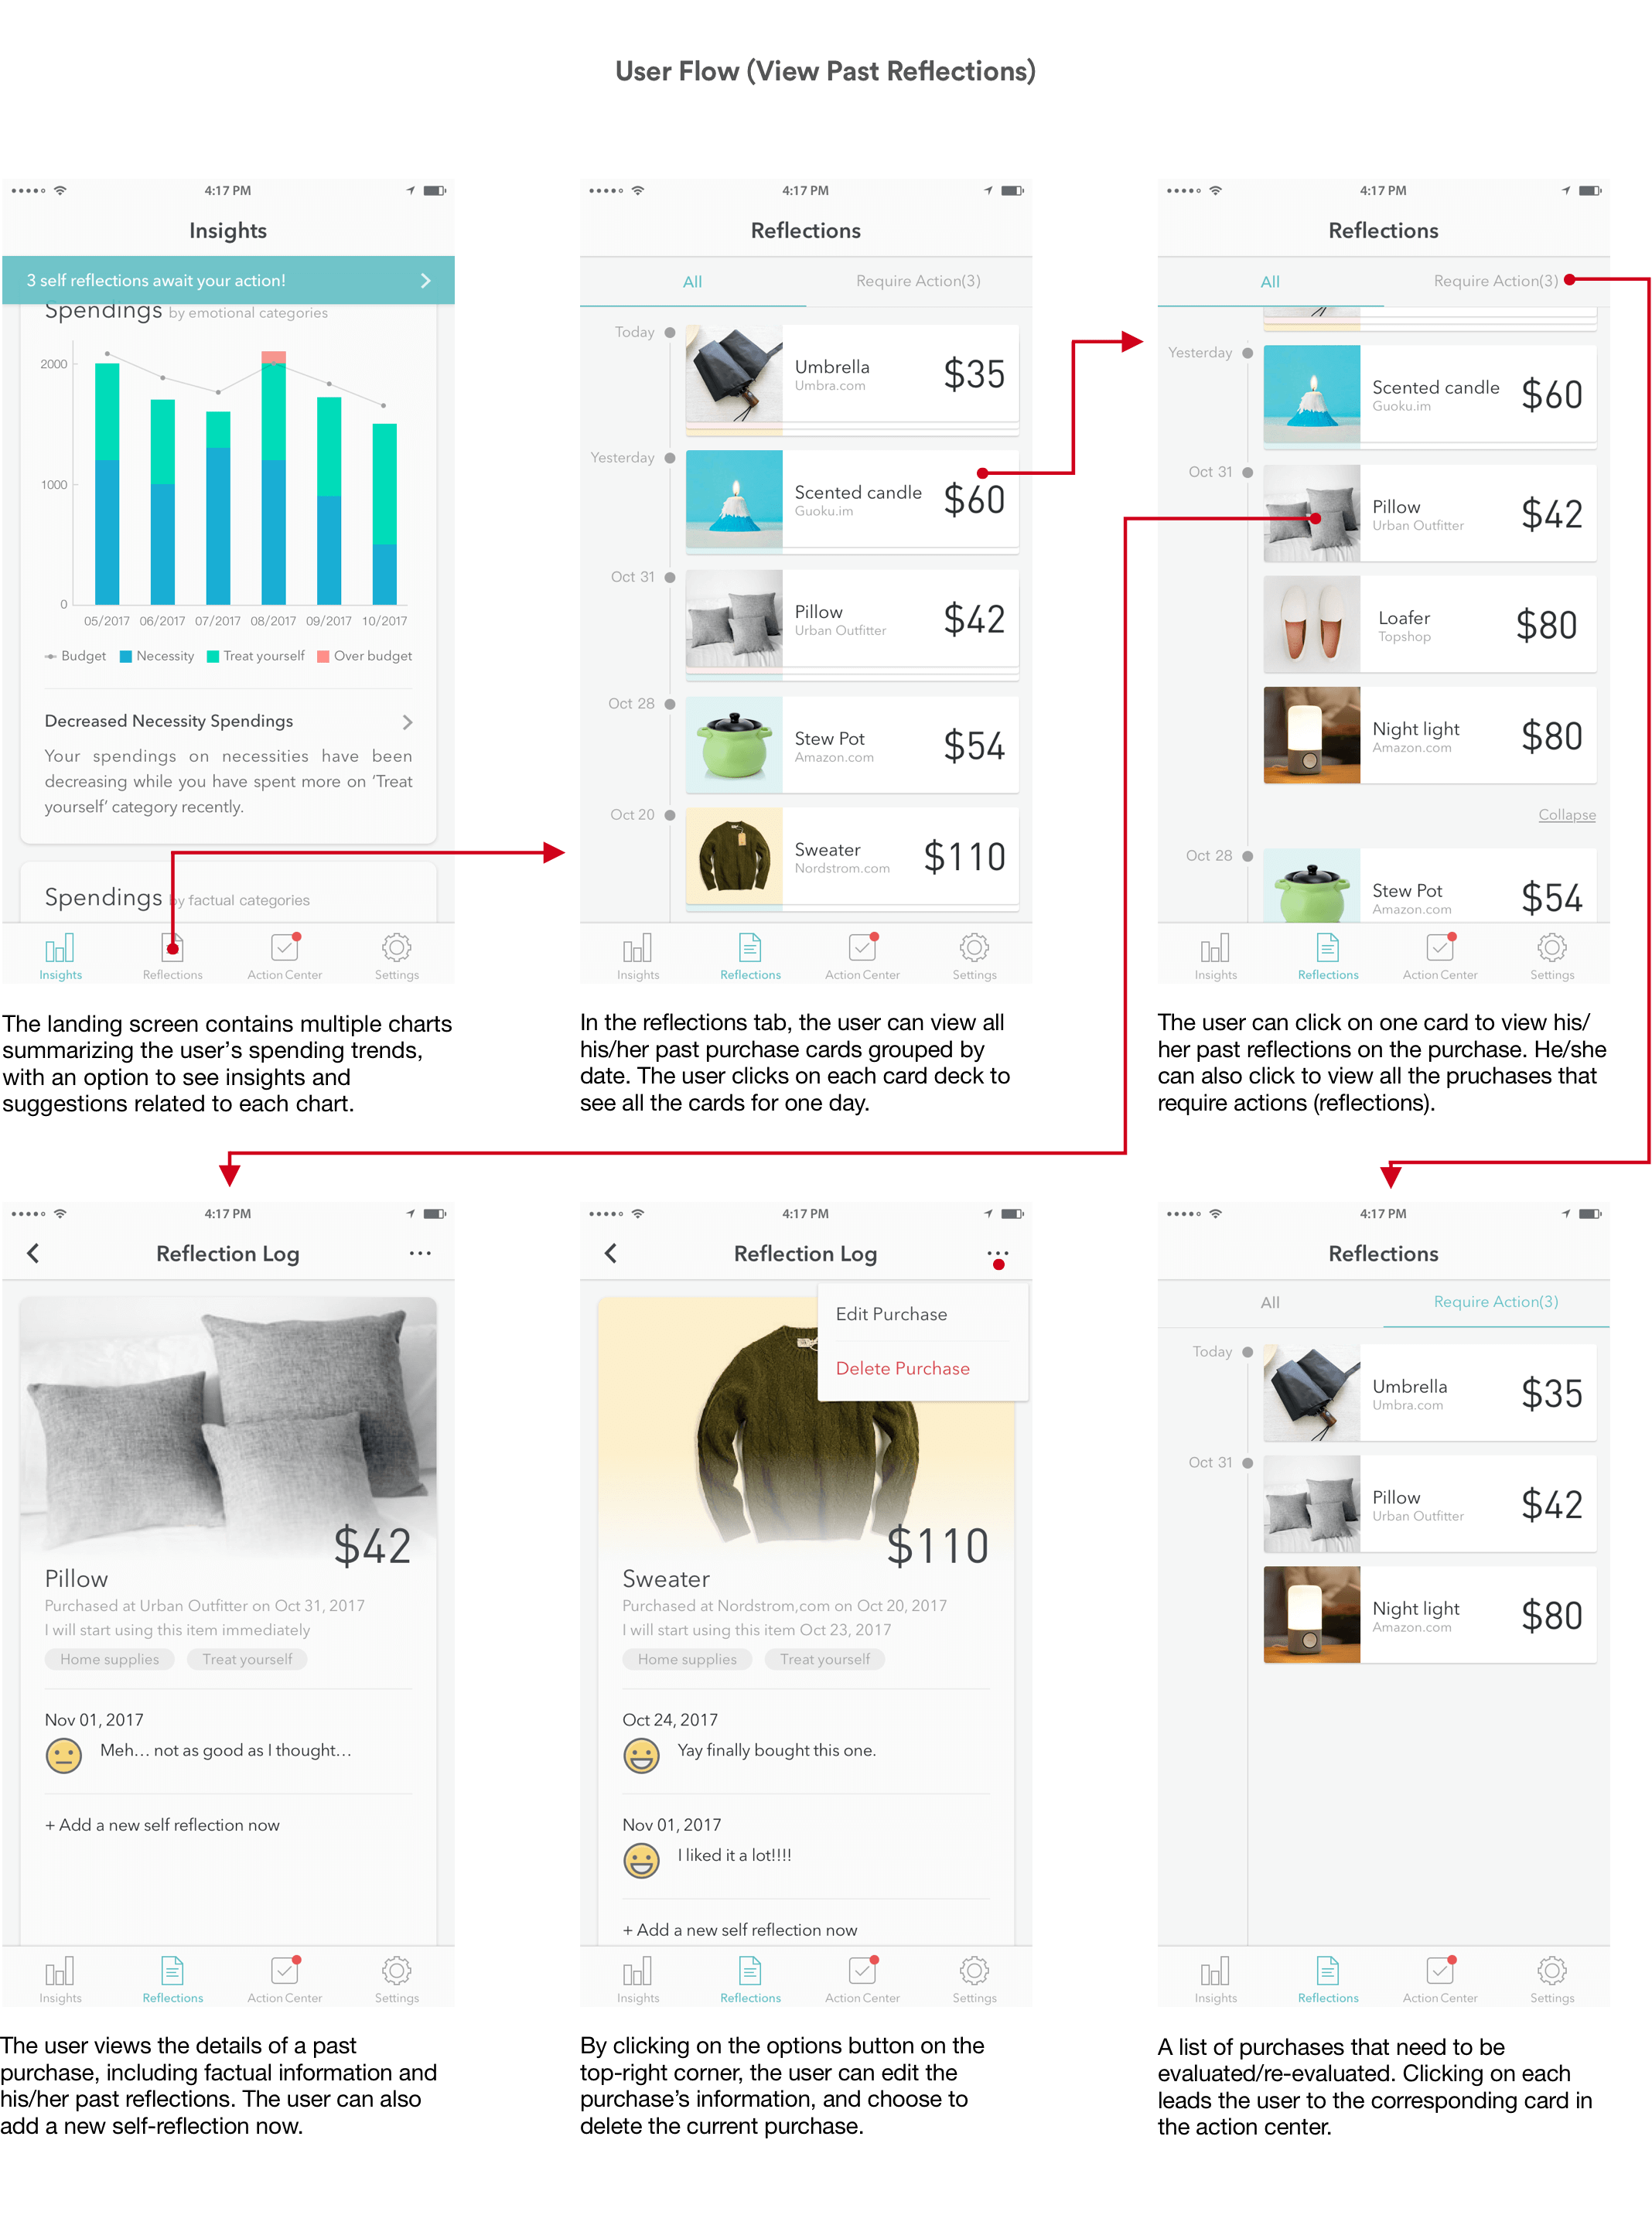 User Flow (View Past Reflections)
4:17 PM
Insights
3 self reflections await your action!
Spendings by emotional categories
2000
1000
0
05/2017 06/2017 07/2017 08/2017 09/2017 10/2017
Budget Necessity Treat yourself Over budget
Decreased Necessity Spendings
Your spendings on necessities have been
decreasing while you have spent more on ‘Treat
yourself’ category recently.
Spendings by factual categories
Insights Reflections Action Center Settings
The landing screen contains multiple charts
summarizing the user’s spending trends,
with an option to see insights and
suggestions related to each chart.
4:17 PM
Reflections
All Require Action(3)
Today
Umbrella
Umbra.com
$35
Yesterday
Scented candle
Guoku.im
$60
Oct 31
Pillow
Urban Outfitter
$42
Oct 28
Stew Pot
Amazon.com
$54
Oct 20
Sweater
Nordstrom.com
$110
Insights Reflections Action Center Settings
In the reflections tab, the user can view all
his/her past purchase cards grouped by
date. The user clicks on each card deck to
see all the cards for one day.
4:17 PM
Reflections
All Require Action(3)
Yesterday
Scented candle
Guoku.im
$60
Oct 31
Pillow
Urban Outfitter
$42
Loafer
Topshop
$80
Night light
Amazon.com
$80
Collapse
Oct 28
Stew Pot
Amazon.com
$54
Insights Reflections Action Center Settings
The user can click on one card to view his/
her past reflections on the purchase. He/she
can also click to view all the pruchases that
require actions (reflections).
4:17 PM
Reflection Log
$42
Pillow
Purchased at Urban Outfitter on Oct 31, 2017
I will start using this item immediately
Home supplies Treat yourself
Nov 01, 2017
Meh... not as good as I thought...
+ Add a new self reflection now
Insights Reflections Action Center Settings
The user views the details of a past
purchase, including factual information and
his/her past reflections. The user can also
add a new self-reflection now.
4:17 PM
Reflection Log
Edit Purchase
Delete Purchase
$110
Sweater
Purchased at Nordstrom,com on Oct 20, 2017
I will start using this item Oct 23, 2017
Home supplies Treat yourself
Oct 24, 2017
Yay finally bought this one.
Nov 01, 2017
I liked it a lot!!!!
+ Add a new self reflection now
Insights Reflections Action Center Settings
By clicking on the options button on the
top-right corner, the user can edit the
purchase’s information, and choose to
delete the current purchase.
4:17 PM
Reflections
All Require Action(3)
Today
Umbrella
Umbra.com
$35
Oct 31
Pillow
Urban Outfitter
$42
Night light
Amazon.com
$80
Insights Reflections Action Center Settings
A list of purchases that need to be
evaluated/re-evaluated. Clicking on each
leads the user to the corresponding card in
the action center.